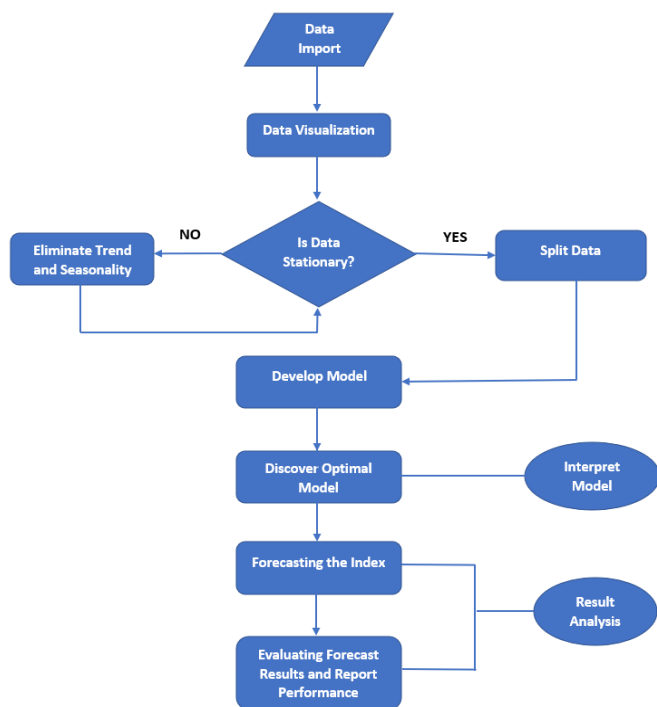 Data
Import
Data Visualization
NO
Is Data
Stationary?
YES
Eliminate Trend
and Seasonality
Split Data
Develop Model
Discover Optimal
Model
Interpret
Model
Forecasting the Index
Result
Analysis
Evaluating Forecast
Results and Report
Performance